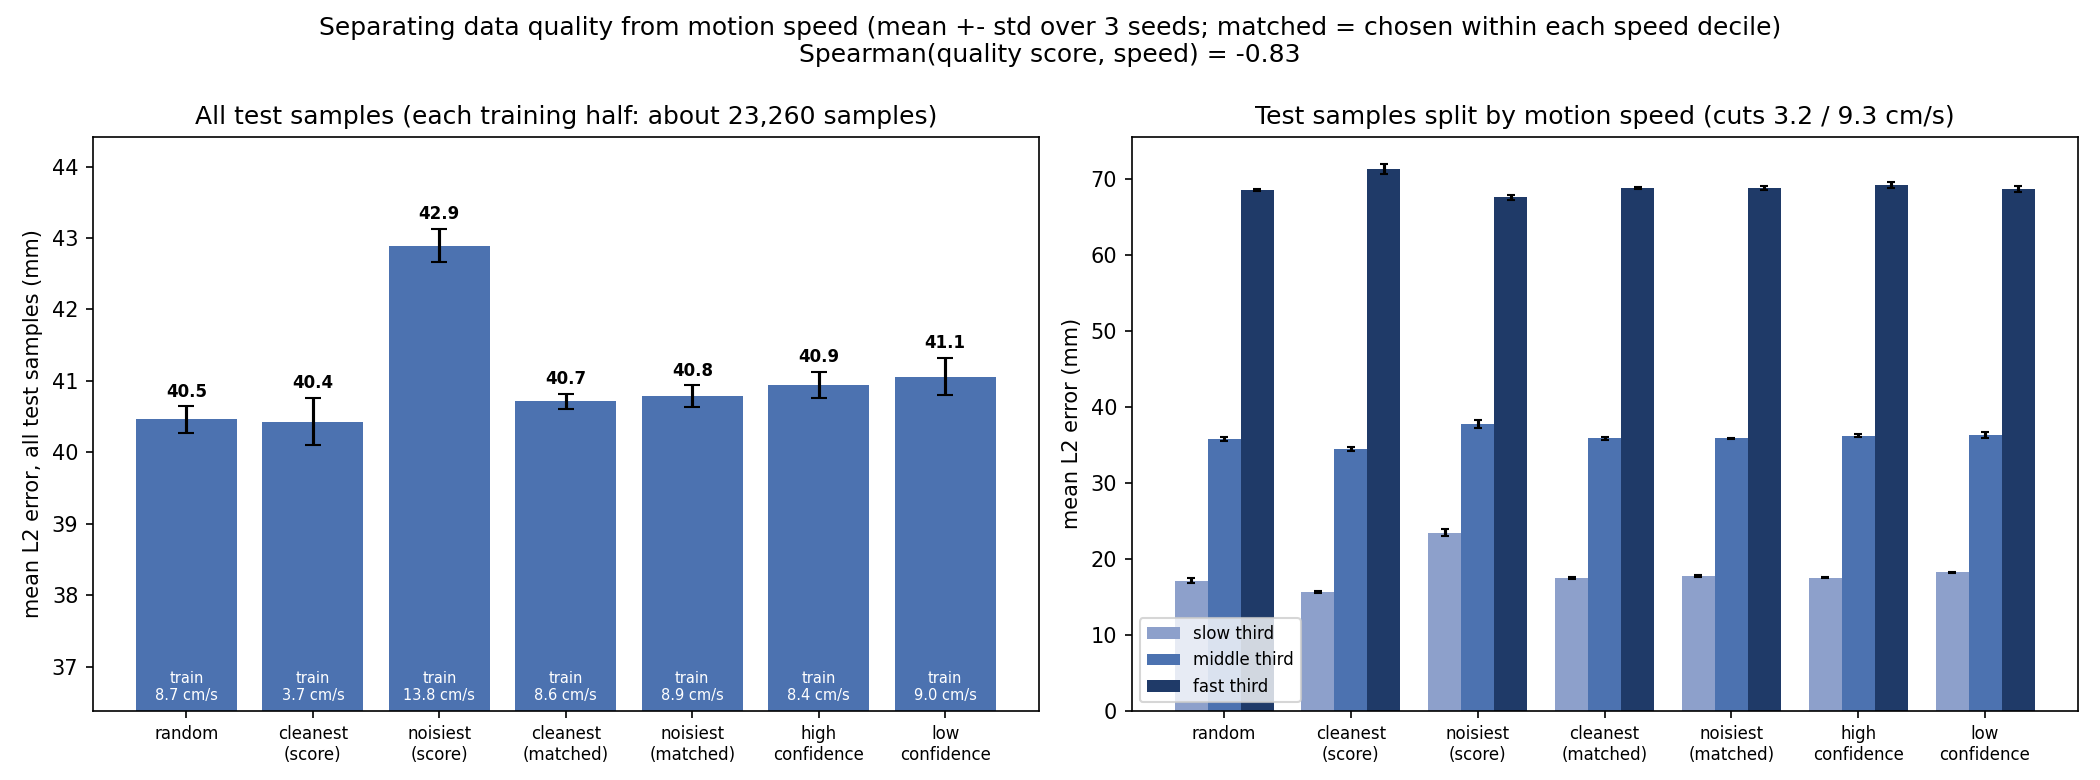 Separating data quality from motion speed (mean +- std over 3 seeds; matched = chosen within each speed decile)
Spearman(quality score, speed) = -0.83
All test samples (each training half: about 23,260 samples)
mean L2 error, all test samples (mm)
44
43
42
41
40
39
38
37
40.5
40.4
42.9
40.7
40.8
40.9
41.1
train
8.7 cm/s
train
3.7 cm/s
train
13.8 cm/s
train
8.6 cm/s
train
8.9 cm/s
train
8.4 cm/s
train
9.0 cm/s
random
cleanest
(score)
noisiest
(score)
cleanest
(matched)
noisiest
(matched)
high
confidence
low
confidence
Test samples split by motion speed (cuts 3.2 / 9.3 cm/s)
mean L2 error (mm)
70
60
50
40
30
20
10
0
slow third
middle third
fast third
random
cleanest
(score)
noisiest
(score)
cleanest
(matched)
noisiest
(matched)
high
confidence
low
confidence